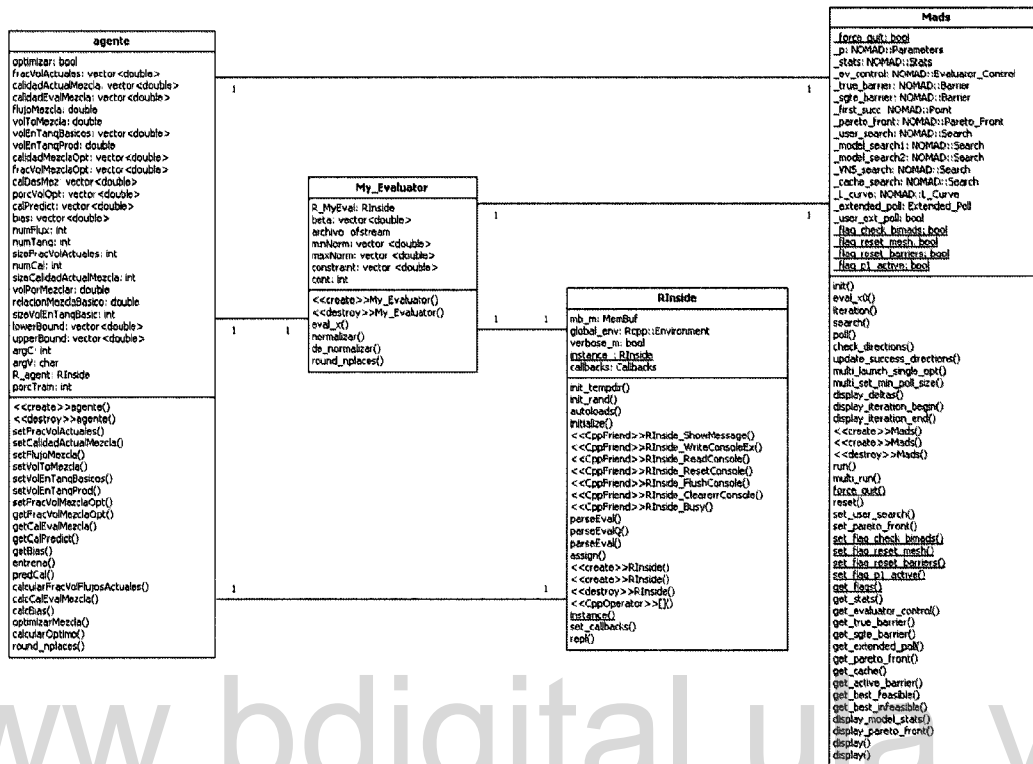 agente
optimizar: bool
fracVolActuales: vector<double>
calidadActualMezcla: vector<double>
calidadEvalMezcla: vector<double>
flujoMezcla: double
volToMezcla: double
volEnTanqBasicos: vector<double>
volEnTanqProd: double
calidadMezclaOpt: vector<double>
fracVolMezclaOpt: vector<double>
calDesMez: vector<double>
porcVolOpt: vector<double>
calPredict: vector<double>
bias: vector<double>
numFlux: int
numTanq: int
sizeFracVolActuales: int
numCal: int
sizeCalidadActualMezcla: int
volPorMezclar: double
relacionMezclaBasico: double
sizeVolEnTanqBasic: int
lowerBound: vector<double>
upperBound: vector<double>
argC: int
argV: char
R_agent: RInside
porcTrain: int
<<create>>agente()
<<destroy>>agente()
setFracVolActuales()
setCalidadActualMezcla()
setFlujoMezcla()
setVolToMezcla()
setVolEnTanqBasicos()
setVolEnTanqProd()
setFracVolMezclaOpt()
getFracVolMezclaOpt()
getCalEvalMezcla()
getCalPredict()
getBias()
entrena()
predCal()
calcularFracVolFlujosActuales()
calcCalEvalMezcla()
calcBias()
optimizarMezcla()
calcularOptimo()
round_nplaces()
1
1
1
1
1
1
1
1
1
1
My_Evaluator
R_MyEval: RInside
beta: vector<double>
archivo: ofstream
minNorm: vector <double>
maxNorm: vector <double>
constraint: vector <double>
cont: int
<<create>>My_Evaluator()
<<destroy>>My_Evaluator()
eval_x()
normalizar()
de_normalizar()
round_nplaces()
RInside
mb_m: MemBuf
global_env: Rcpp::Environment
verbose_m: bool
instance_: RInside
callbacks: Callbacks
init_tempdir()
init_rand()
autoloads()
initialize()
<<CppFriend>>RInside_ShowMessage()
<<CppFriend>>RInside_WriteConsoleEx()
<<CppFriend>>RInside_ReadConsole()
<<CppFriend>>RInside_ResetConsole()
<<CppFriend>>RInside_FlushConsole()
<<CppFriend>>RInside_ClearerrConsole()
<<CppFriend>>RInside_Busy()
parseEval()
parseEvalQ()
parseEval()
assign()
<<create>>RInside()
<<create>>RInside()
<<destroy>>RInside()
<<CppOperator>>[]()
instance()
set_callbacks()
repl()
Mads
_force_quit: bool
_p: NOMAD::Parameters
_stats: NOMAD::Stats
_ev_control: NOMAD::Evaluator_Control
_true_barrier: NOMAD::Barrier
_sgte_barrier: NOMAD::Barrier
_first_succ: NOMAD::Point
_pareto_front: NOMAD::Pareto_Front
_user_search: NOMAD::Search
_model_search1: NOMAD::Search
_model_search2: NOMAD::Search
_VNS_search: NOMAD::Search
_cache_search: NOMAD::Search
_L_curve: NOMAD::L_Curve
_extended_poll: Extended_Poll
_user_ext_poll: bool
_flag_check_bimads: bool
_flag_reset_mesh: bool
_flag_reset_barriers: bool
_flag_p1_active: bool
init()
eval_x0()
iteration()
search()
poll()
check_directions()
update_success_directions()
multi_launch_single_opt()
multi_set_min_poll_size()
display_deltas()
display_iteration_begin()
display_iteration_end()
<<create>>Mads()
<<create>>Mads()
<<destroy>>Mads()
run()
multi_run()
force_quit()
reset()
set_user_search()
set_pareto_front()
set_flag_check_bimads()
set_flag_reset_mesh()
set_flag_reset_barriers()
set_flag_p1_active()
get_flags()
get_stats()
get_evaluator_control()
get_true_barrier()
get_sgte_barrier()
get_extended_poll()
get_pareto_front()
get_cache()
get_active_barrier()
get_best_feasible()
get_best_infeasible()
display_model_stats()
display_pareto_front()
display()
display()
ww bdigital ula v